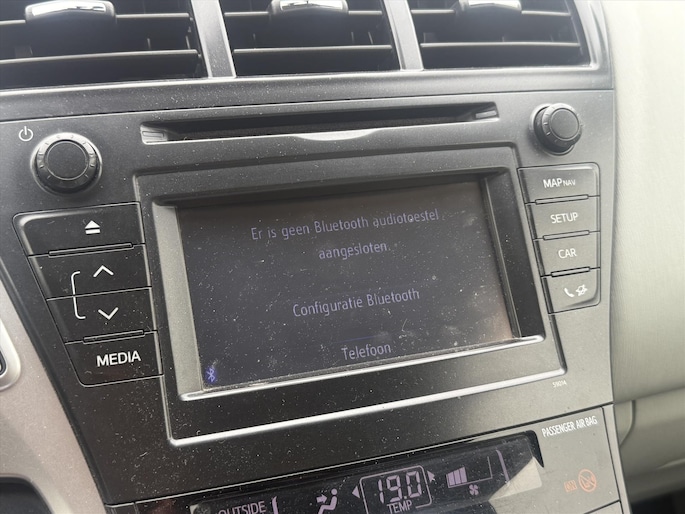 Er is geen Bluetooth audiotoestel
aangesloten.
Configuratie Bluetooth
Telefoon
MEDIA
MAP NAV
SETUP
CAR
PASSENGER AIR BAG
OUTSIDE
19.0
TEMP